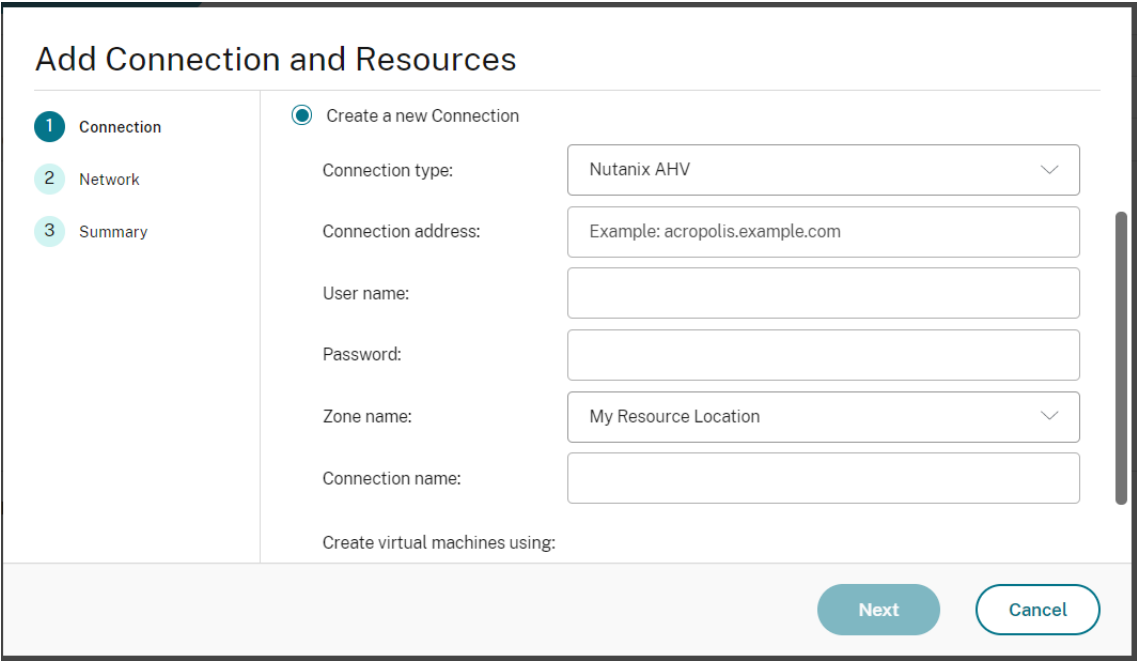 Add Connection and Resources
1 Connection
2 Network
3 Summary
Create a new Connection
Connection type: Nutanix AHV
Connection address: Example: acropolis.example.com
User name:
Password:
Zone name: My Resource Location
Connection name:
Create virtual machines using:
Next Cancel